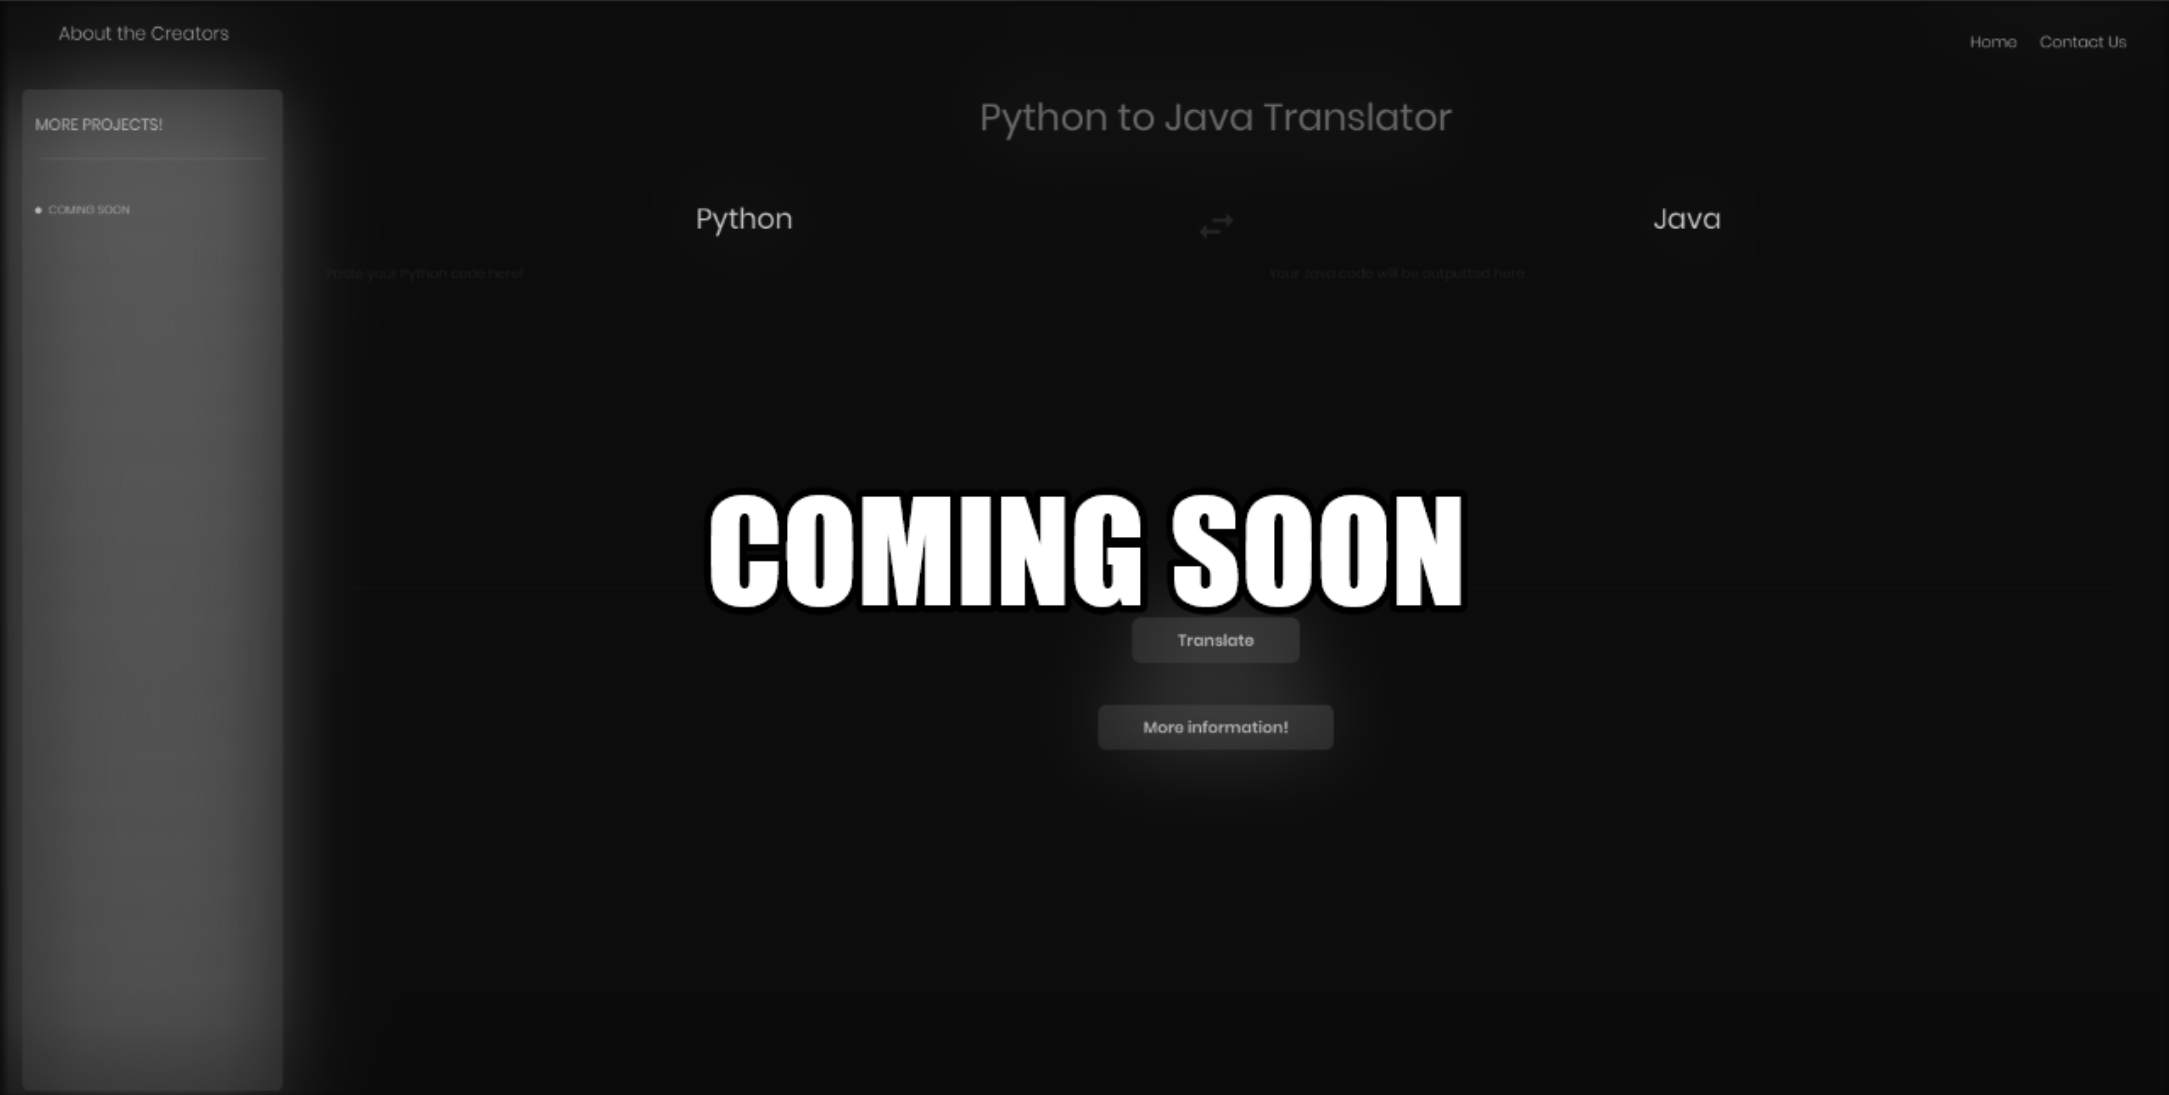 About the Creators
Home Contact Us
MORE PROJECTS!
Python to Java Translator
COMING SOON
Python
Java
Paste your Python code here!
Your Java code will be outputted here.
COMING SOON
Translate
More information!